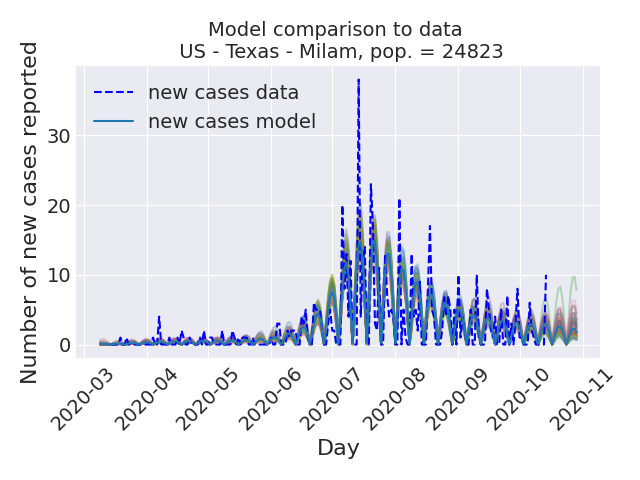 Model comparison to data
US - Texas - Milam, pop. = 24823
Number of new cases reported
new cases data
new cases model
30
20
10
0
2020-03
2020-04
2020-05
2020-06
2020-07
2020-08
2020-09
2020-10
2020-11
Day